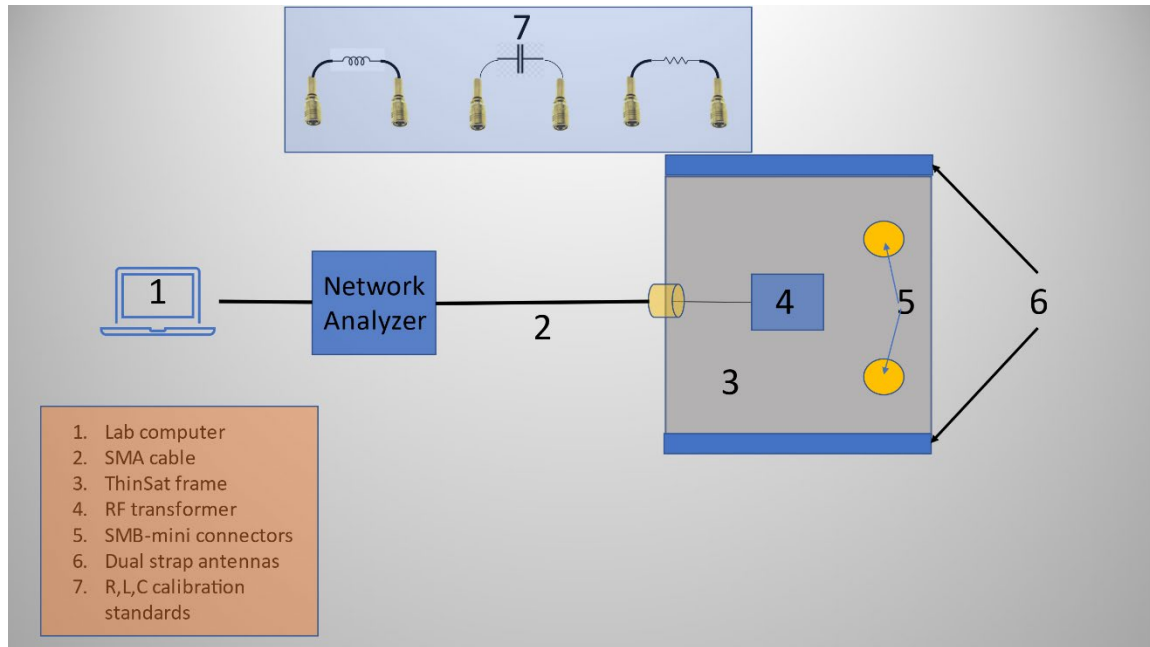 7
1
Network
Analyzer
2
4
5
6
3
1. Lab computer
2. SMA cable
3. ThinSat frame
4. RF transformer
5. SMB-mini connectors
6. Dual strap antennas
7. R,L,C calibration
standards